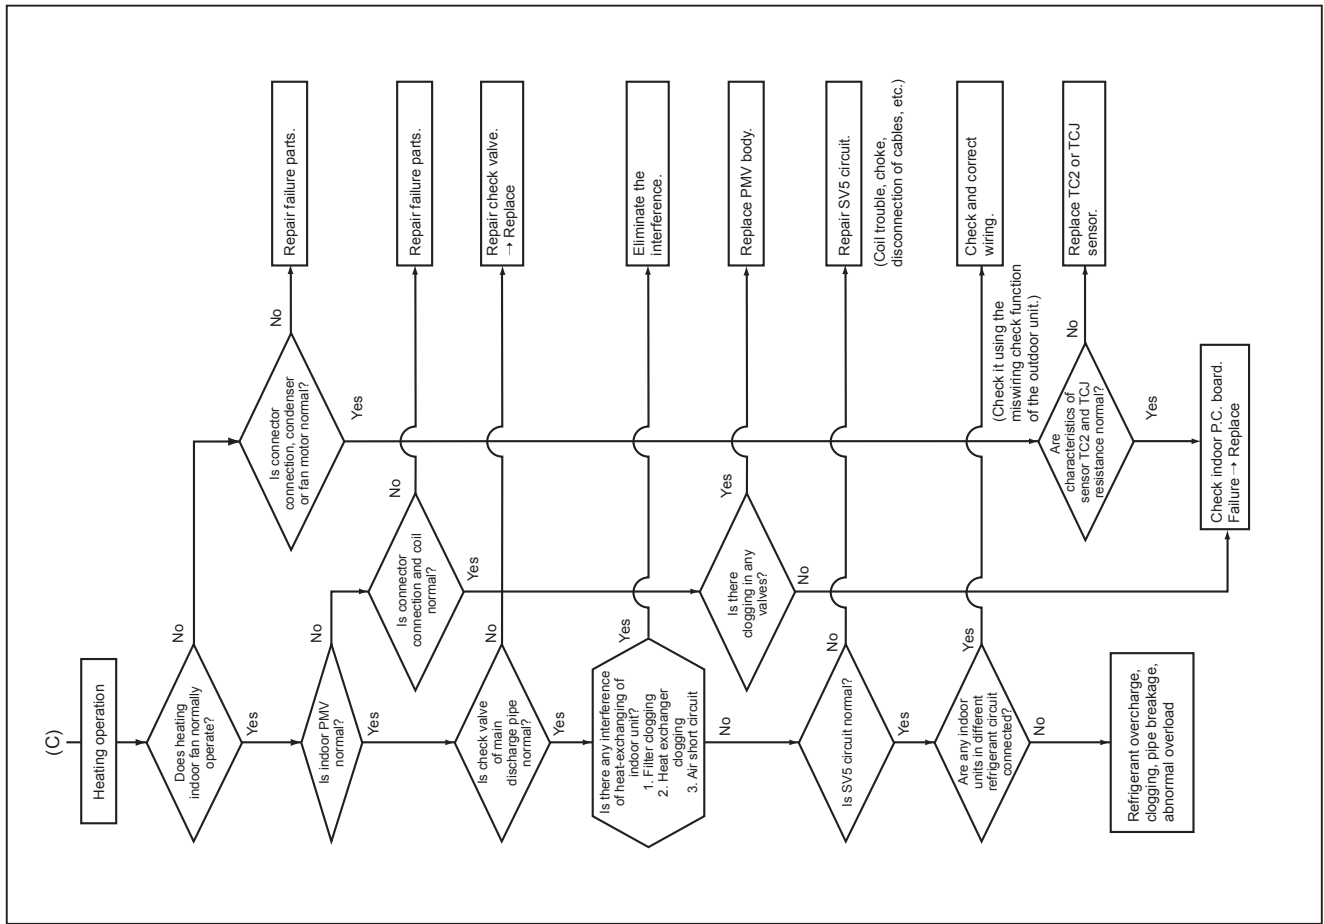 (C)
Heating operation
Does heating
indoor fan normally
operate?
No
Yes
Is connector
connection, condenser
or fan motor normal?
No
Repair failure parts.
Yes
Is indoor PMV
normal?
No
Yes
Is connector
connection and coil
normal?
No
Repair failure parts.
Yes
Is check valve
of main
discharge pipe
normal?
No
Repair check valve.
→ Replace
Yes
Is there any interference
of heat-exchanging of
indoor unit?
1. Filter clogging
2. Heat exchanger
clogging
3. Air short circuit
Yes
Eliminate the
interference.
No
Is there
clogging in any
valves?
Yes
Replace PMV body.
No
Is SV5 circuit normal?
No
Repair SV5 circuit.
(Coil trouble, choke,
disconnection of cables, etc.)
Yes
Are any indoor
units in different
refrigerant circuit
connected?
Yes
Check and correct
wiring.
(Check it using the
miswiring check function
of the outdoor unit.)
No
Are
characteristics of
sensor TC2 and TCJ
resistance normal?
No
Replace TC2 or TCJ
sensor.
Yes
Check indoor P.C. board.
Failure → Replace
Refrigerant overcharge,
clogging, pipe breakage,
abnormal overload